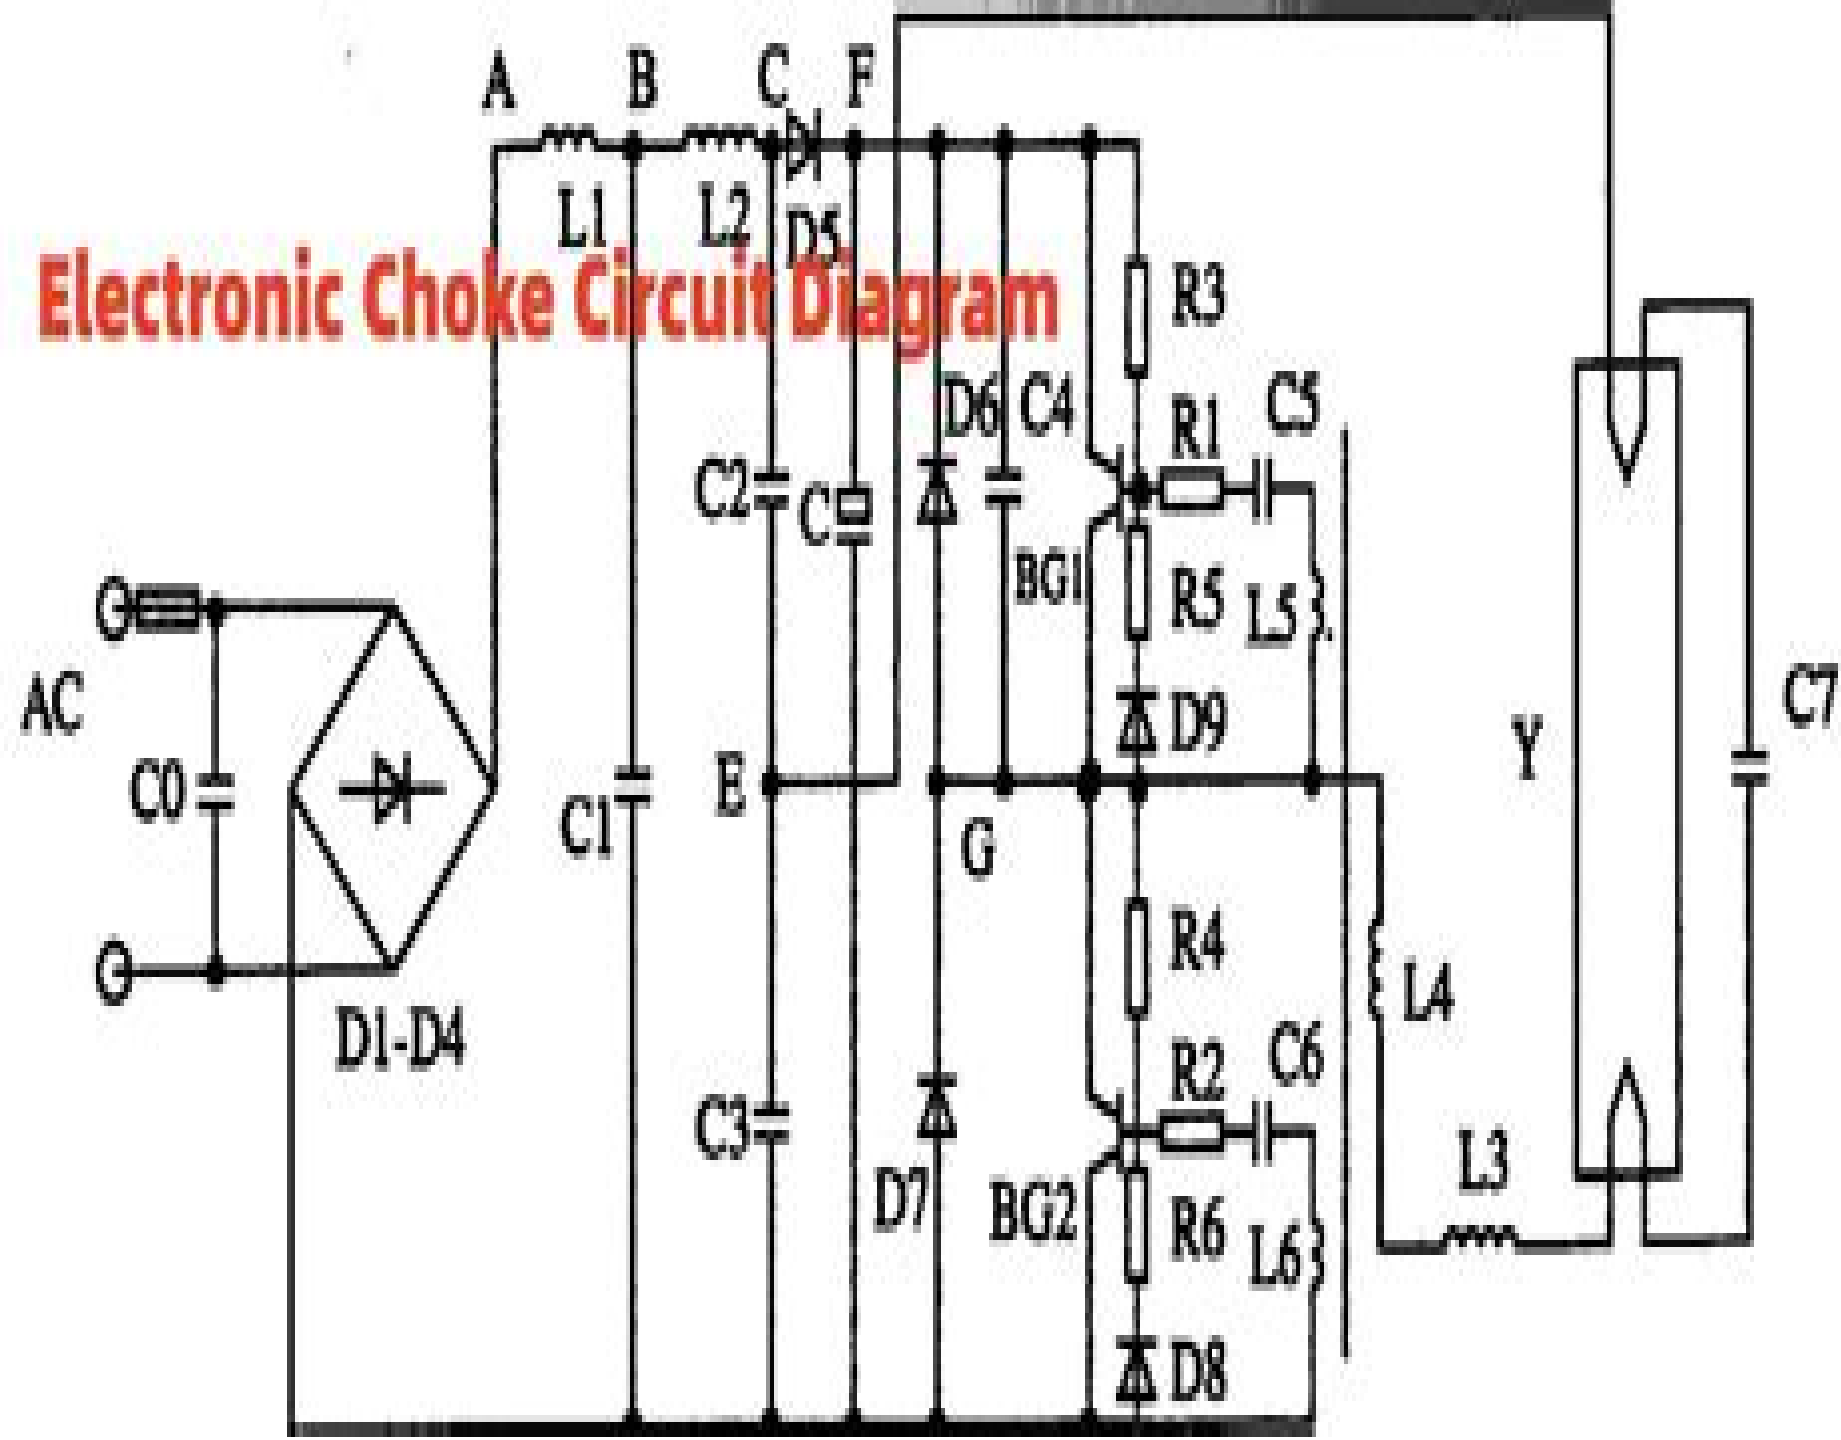 A B C F
L1 L2 D5
Electronic Choke Circuit Diagram
R3
D6 C4 R1 C5
C2 C
BG1 R5 L5
AC
D9 Y C7
C0 E C1
G
R4
L4
D1-D4
R2 C6
C3 L3
D7 BG2 R6 L6
D8